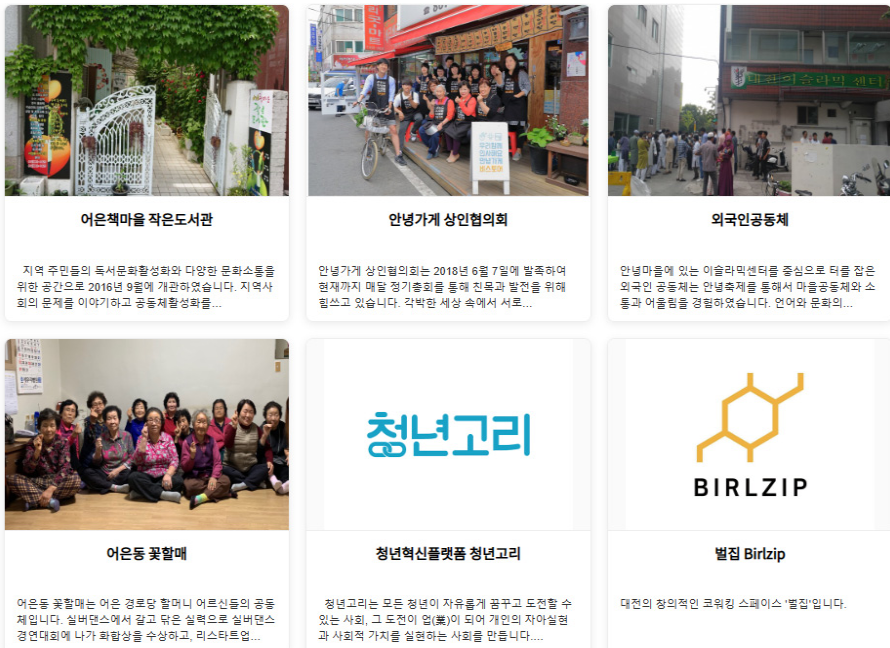 대전이슬라믹 센터
어은책마을 작은도서관
안녕가게 상인협의회
외국인공동체
지역 주민들의 독서문화활성화와 다양한 문화소통을
위한 공간으로 2016년 9월에 개관하였습니다. 지역사
회의 문제를 이야기하고 공동체활성화를...
안녕가게 상인협의회는 2018년 6월 7일에 발족하여
현재까지 매달 정기총회를 통해 친목과 발전을 위해
힘쓰고 있습니다. 각박한 세상 속에서 서로...
안녕마을에 있는 이슬라믹센터를 중심으로 터를 잡은
외국인 공동체는 안녕축제를 통해서 마을공동체와 소
통과 어울림을 경험하였습니다. 언어와 문화의...
청년고리
BIRLZIP
어은동 꽃할매
청년혁신플랫폼 청년고리
벌집 Birlzip
어은동 꽃할매는 어은 경로당 할머니 어르신들의 공동
체입니다. 실버댄스에서 갈고 닦은 실력으로 실버댄스
경연대회에 나가 화합상을 수상하고, 리스타트업...
청년고리는 모든 청년이 자유롭게 꿈꾸고 도전할 수
있는 사회, 그 도전이 업(業)이 되어 개인의 자아실현
과 사회적 가치를 실현하는 사회를 만듭니다....
대전의 창의적인 코워킹 스페이스 '벌집'입니다.